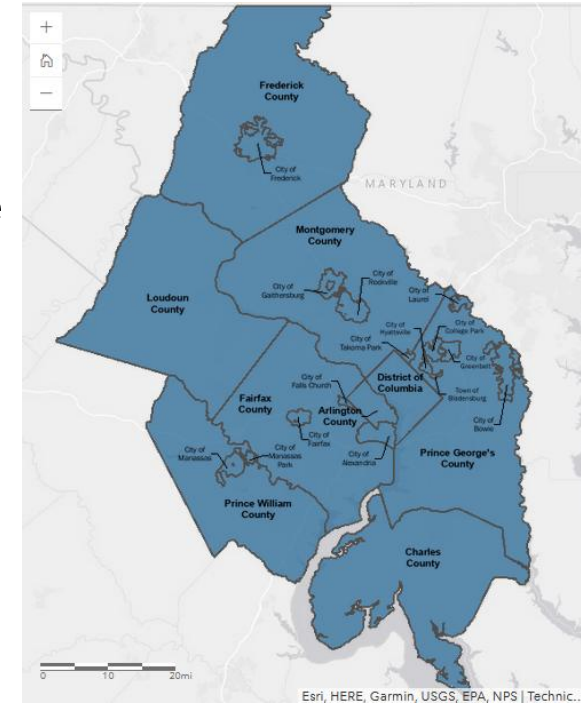 +
−
e
Frederick
County
City of
Frederick
MARYLAND
Montgomery
County
City of
Gaithersburg
City of
Rockville
City of
Laurel
Loudoun
County
City of
Hyattsville
City of
College Park
City of
Takoma Park
City of
Greenbelt
City of
Falls Church
District of
Columbia
Town of
Bladensburg
Fairfax
County
Arlington
County
City of
Bowie
City of
Fairfax
City of
Alexandria
City of
Manassas
City of
Manassas
Park
Prince George's
County
Prince William
County
Charles
County
0 10 20mi
Esri, HERE, Garmin, USGS, EPA, NPS | Technic...